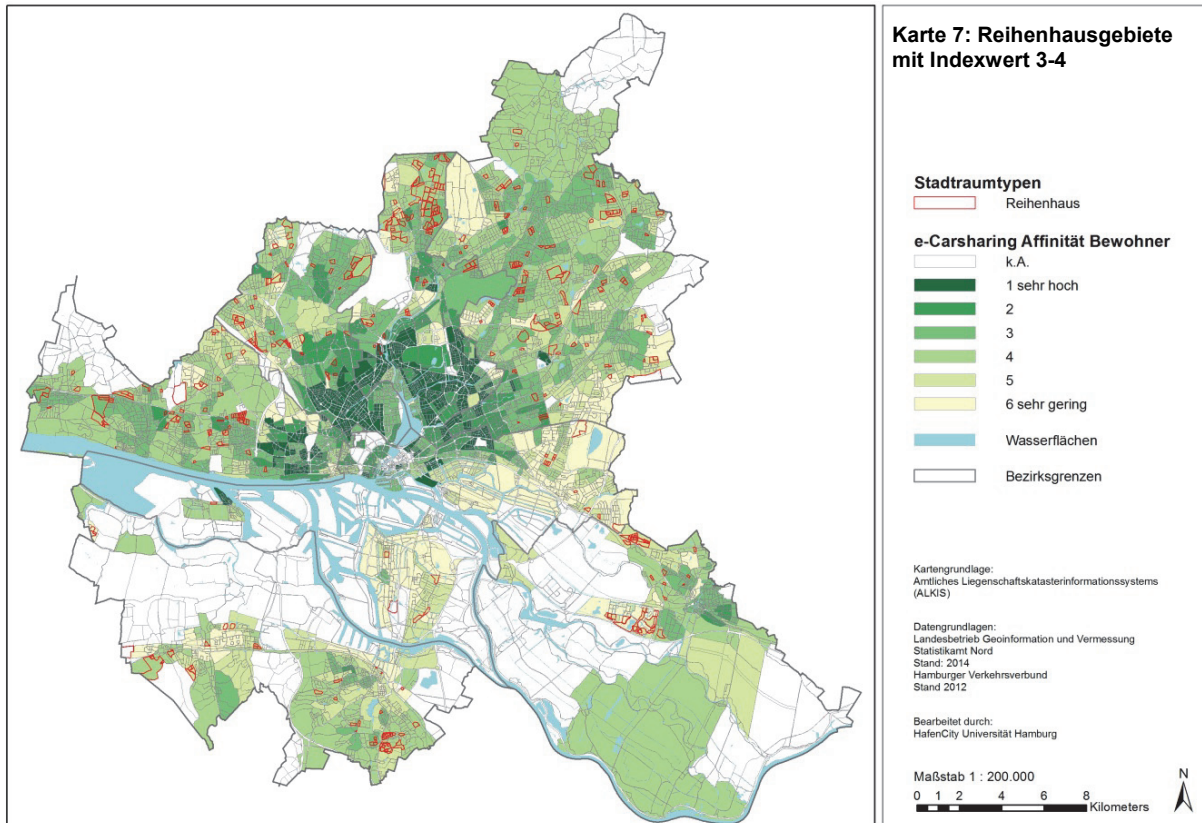 Karte 7: Reihenhausgebiete
mit Indexwert 3-4
Stadtraumtypen
Reihenhaus
e-Carsharing Affinität Bewohner
k.A.
1 sehr hoch
2
3
4
5
6 sehr gering
Wasserflächen
Bezirksgrenzen
Kartengrundlage:
Amtliches Liegenschaftskatasterinformationssystems
(ALKIS)
Datengrundlagen:
Landesbetrieb Geoinformation und Vermessung
Statistikamt Nord
Stand: 2014
Hamburger Verkehrsverbund
Stand 2012
Bearbeitet durch:
HafenCity Universität Hamburg
Maßstab 1 : 200.000
N
0 1 2 4 6 8
Kilometers